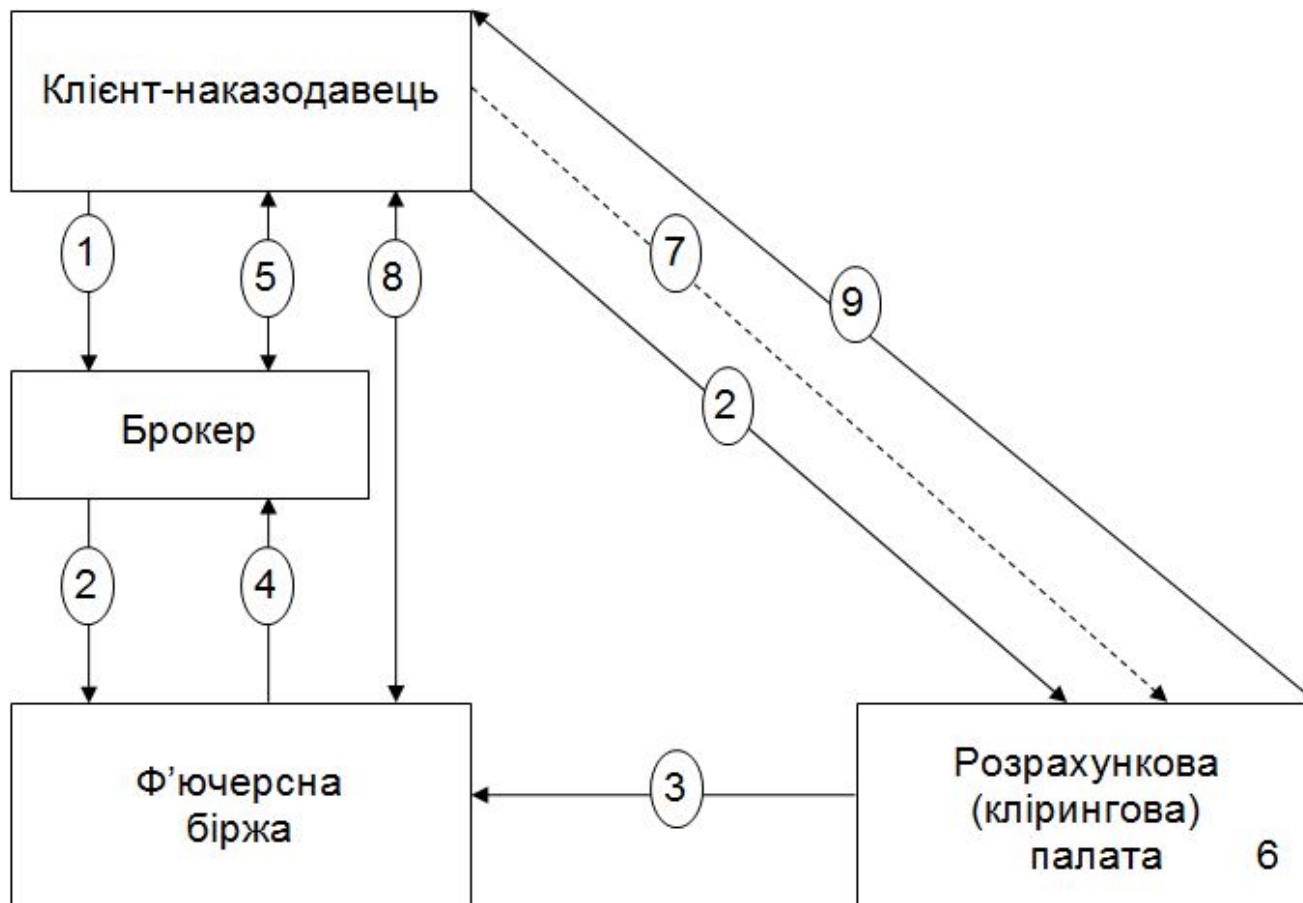 Клієнт-наказодавець
1
5
8
7
9
2
Брокер
2
4
Ф’ючерсна
біржа
3
Розрахункова
(клірингова)
палата 6